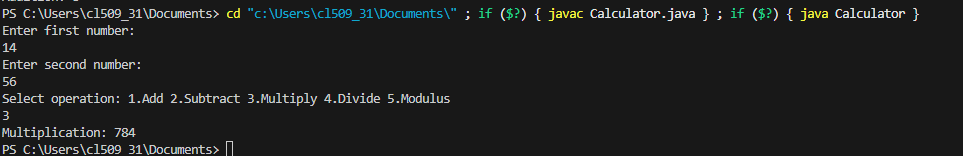 PS C:\Users\cl509_31\Documents> cd "c:\Users\cl509_31\Documents\" ; if ($?) { javac Calculator.java } ; if ($?) { java Calculator }
Enter first number:
14
Enter second number:
56
Select operation: 1.Add 2.Subtract 3.Multiply 4.Divide 5.Modulus
3
Multiplication: 784
PS C:\Users\cl509_31\Documents>